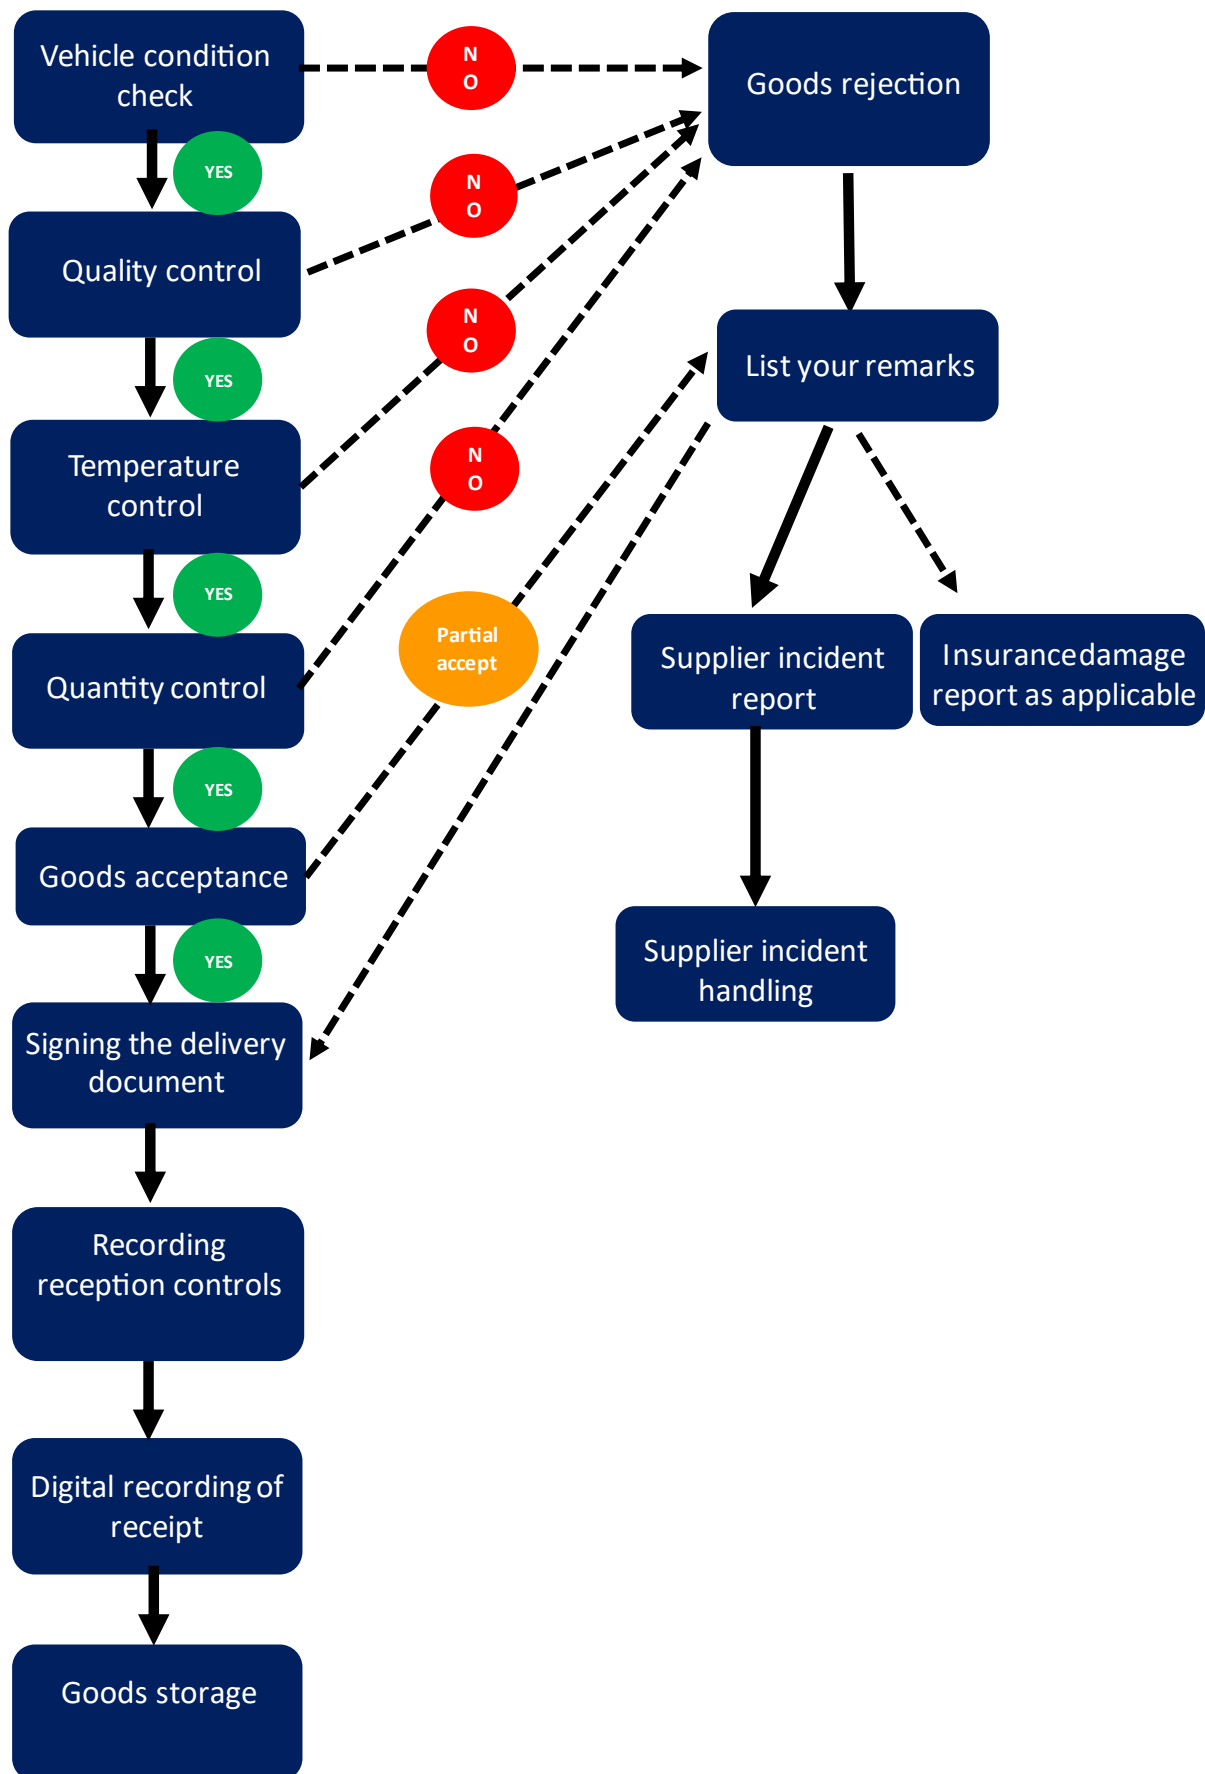 Vehicle condition
check
N
O
Goods rejection
YES
N
O
Quality control
N
O
YES
List your remarks
Temperature
control
N
O
YES
Partial
accept
Quantity control
Supplier incident
report
Insurance damage
report as applicable
YES
Goods acceptance
YES
Supplier incident
handling
Signing the delivery
document
Recording
reception controls
Digital recording of
receipt
Goods storage